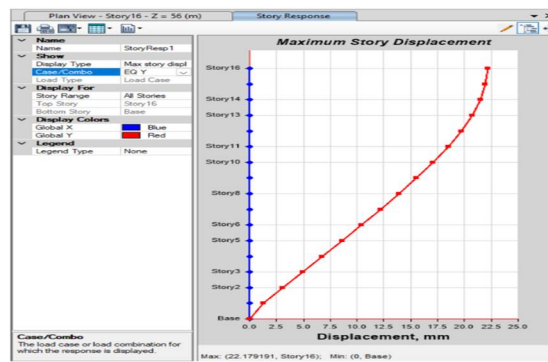 Plan View - Story16 - Z = 56 (m)
Story Response
Name
Name StoryResp1
Show
Display Type Max story displ
Case/Combo EQ Y
Load Type Load Case
Display For
Story Range All Stories
Top Story Story16
Bottom Story Base
Display Colors
Global X Blue
Global Y Red
Legend
Legend Type None
Case/Combo
The load case or load combination for
which the response is displayed.
Maximum Story Displacement
Story16
Story14
Story13
Story11
Story10
Story8
Story6
Story5
Story3
Story2
Base
0.0 2.5 5.0 7.5 10.0 12.5 15.0 17.5 20.0 22.5 25.0
Displacement, mm
Max: (22.179191, Story16); Min: (0, Base)